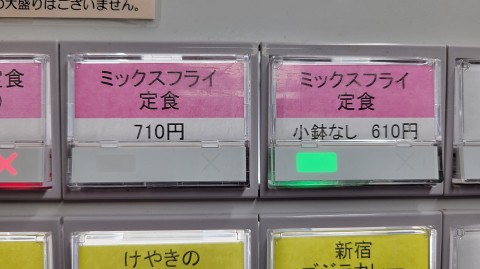 の大盛りはございません。
定食
ミックスフライ
定食
710円
ミックスフライ
定食
小鉢なし 610円
けやきの
新宿